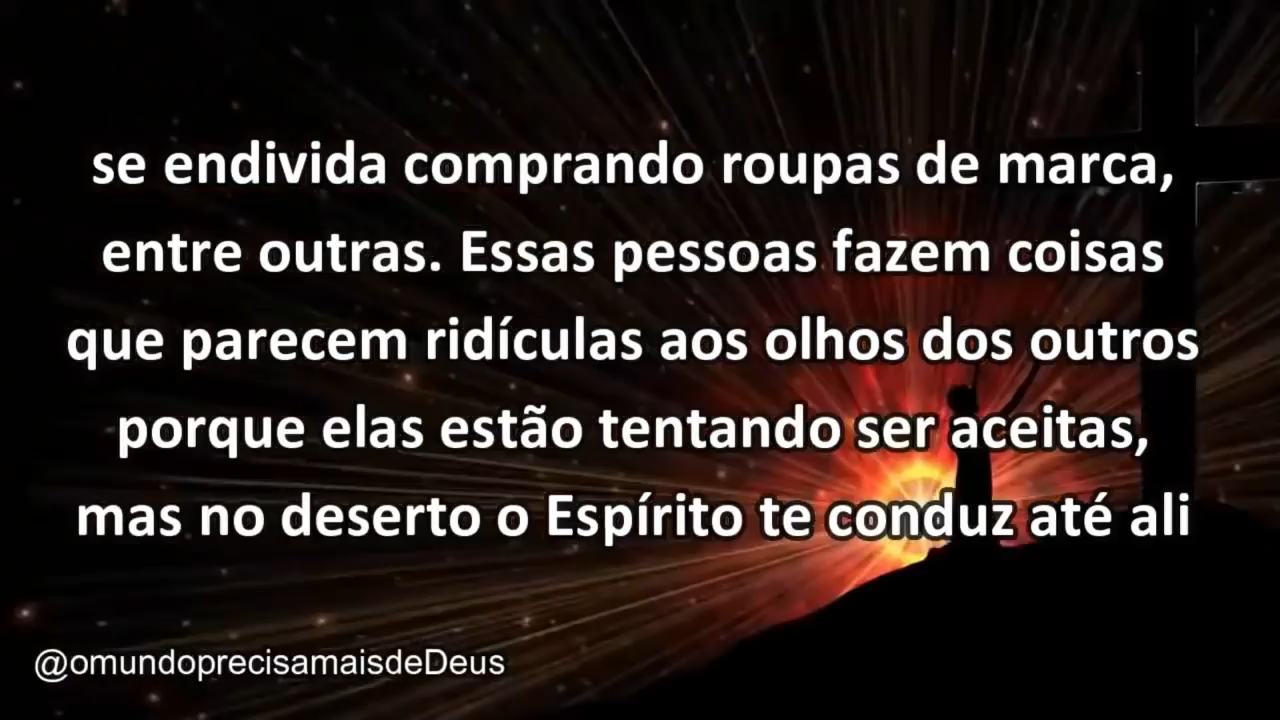 se endivida comprando roupas de marca,
entre outras. Essas pessoas fazem coisas
que parecem ridículas aos olhos dos outros
porque elas estão tentando ser aceitas,
mas no deserto o Espírito te conduz até ali
@omundoprecisamaisdeDeus